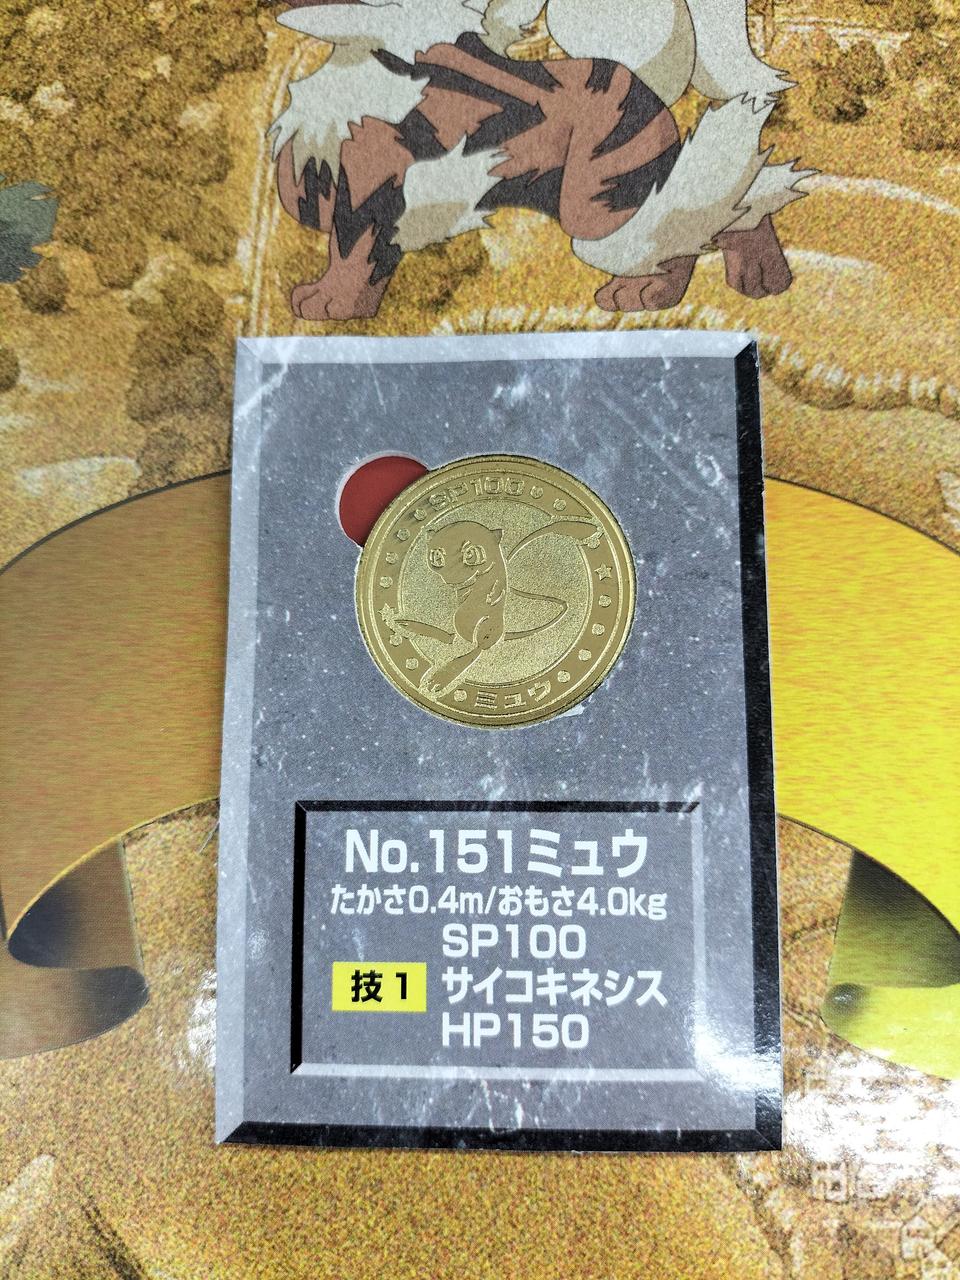 SP100
ミュウ
No.151ミュウ
たかさ0.4m/おもさ4.0kg
SP100
技1 サイコキネシス
HP150